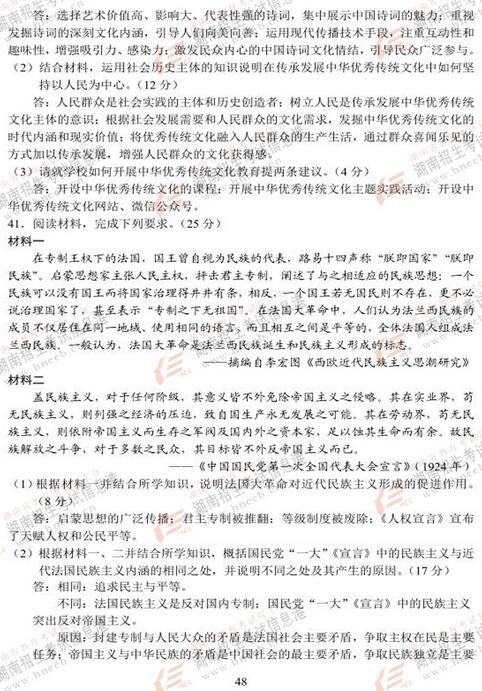 答：选择艺术价值高、影响大、代表性强的诗词，集中展示中国诗词的魅力；重视
发掘诗词的深刻文化内涵，引导人们向美向善；运用现代传播技术手段，注重互动性和
趣味性，增强吸引力、感染力；激发民众内心的中国诗词文化情结，引导民众广泛参与。
（2）结合材料，运用社会历史主体的知识说明在传承发展中华优秀传统文化中如何坚
持以人民为中心。（12 分）
答：人民群众是社会实践的主体和历史创造者；树立人民是传承发展中华优秀传统
文化主体的意识；根据社会发展需要和人民群众的文化需求，发掘中华优秀传统文化的
时代内涵和现实价值；将优秀传统文化融入人民群众的生产生活，通过群众喜闻乐见的
方式加以传承发展，增强人民群众的文化获得感。
（3）请就学校如何开展中华优秀传统文化教育提两条建议。（4 分）
答：开设中华优秀传统文化的课程；开展中华优秀传统文化主题实践活动；开设中
华优秀传统文化网站、微信公众号。
41. 阅读材料，完成下列要求。（25 分）
材料一
在专制王权下的法国，国王曾自视为民族的代表，路易十四声称“朕即国家”“朕即
民族”。启蒙思想家主张人民主权，抨击君主专制，阐述了与之相适应的民族思想：一个
民族可以没有国王而将国家治理得井井有条，相反，一个国王若无国民则不存在，更不必
说治理国家了，甚至表示“专制之下无祖国”。在法国大革命中，人们认为法兰西民族的
成员不仅居住在同一地域、使用相同的语言，而且相互之间是平等的，全体法国人组成法
兰西民族。一般认为，法国大革命是法兰西民族诞生和民族主义形成的标志。
——摘编自李宏图《西欧近代民族主义思潮研究》
材料二
盖民族主义，对于任何阶级，其意义皆不外免除帝国主义之侵略。其在实业界，苟
无民族主义，则列强之经济的压迫，致自国生产永无发展之可能。其在劳动界，苟无民
族主义，则依附帝国主义而生存之军阀及国内外之资本家，足以蚀其生命而有余。故民
族解放之斗争，对于多数之民众，其目标皆不外反帝国主义而已。
——《中国国民党第一次全国代表大会宣言》（1924 年）
（1）根据材料一并结合所学知识，说明法国大革命对近代民族主义形成的促进作用。
（8 分）
答：启蒙思想的广泛传播；君主专制被推翻；等级制度被废除；《人权宣言》宣布
了天赋人权和公民平等。
（2）根据材料一、二并结合所学知识，概括国民党“一大”《宣言》中的民族主义与近
代法国民族主义内涵的相同之处，并说明不同之处及其产生的原因。（17 分）
答：相同：追求民主与平等。
不同：法国民族主义是反对国内专制；国民党“一大”《宣言》中的民族主义
突出反对帝国主义。
原因：封建专制与人民大众的矛盾是法国社会主要矛盾，争取主权在民是主要
任务；帝国主义与中华民族的矛盾是中国社会的最主要矛盾，争取民族独立是主要
48